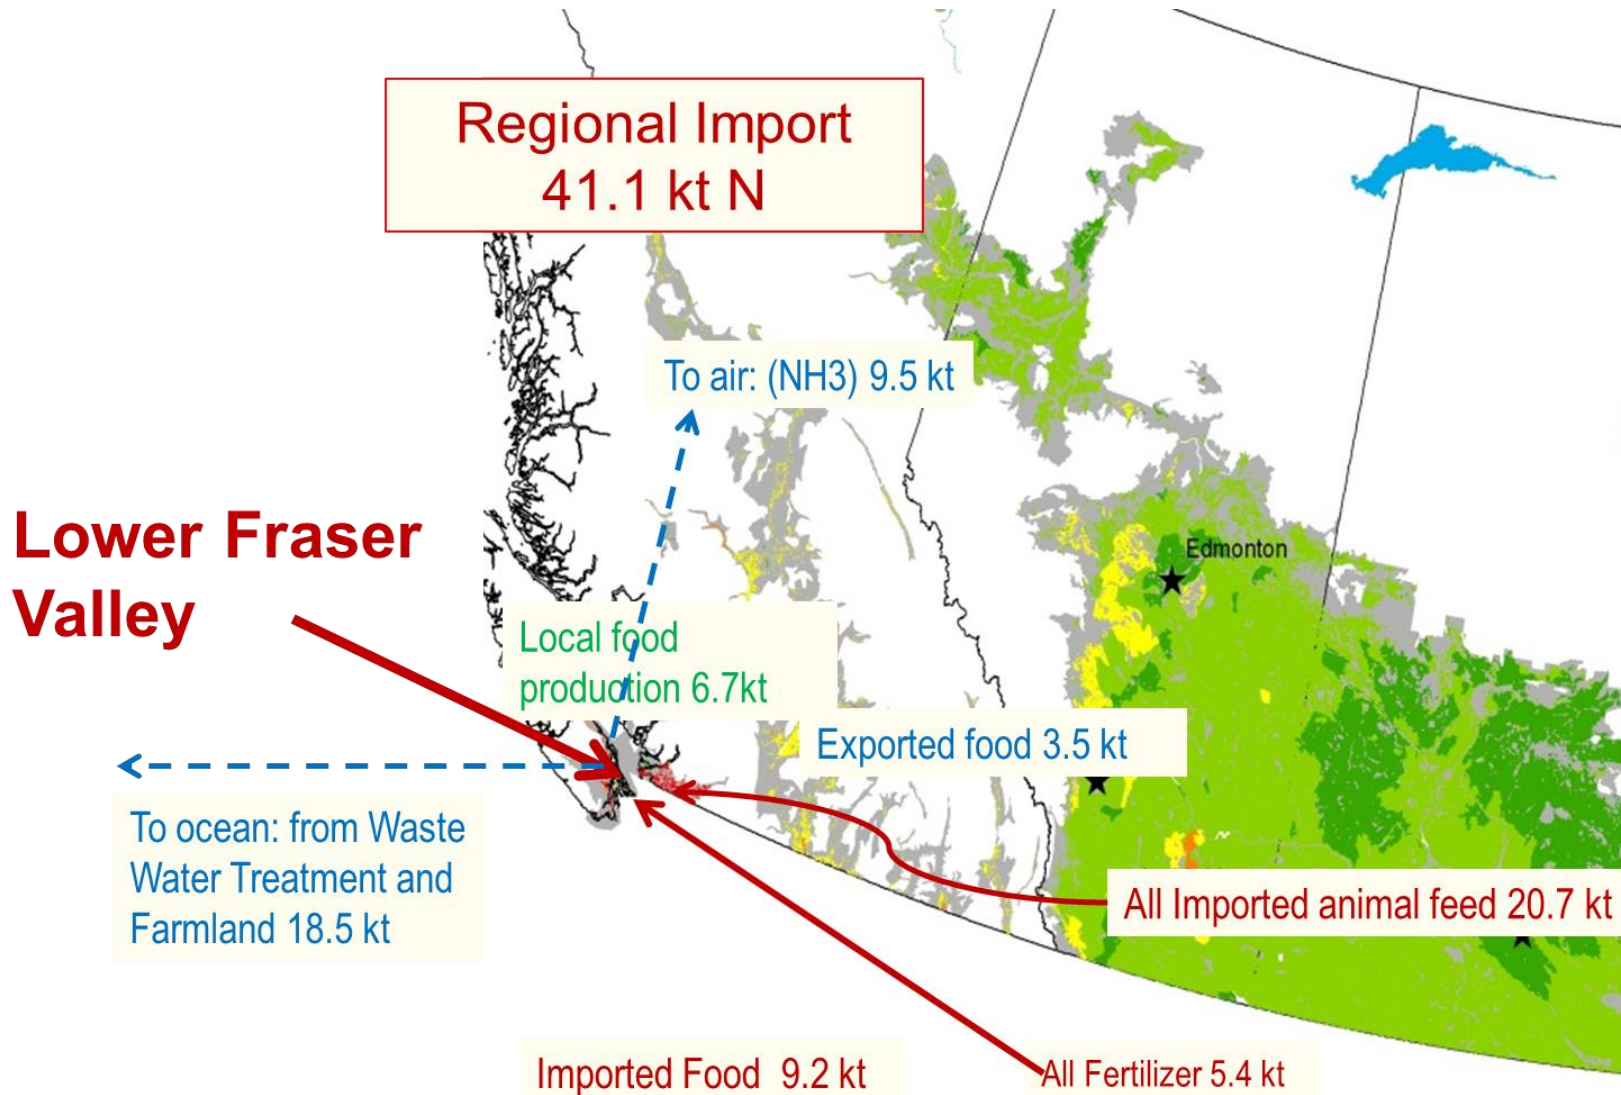 Regional Import
41.1 kt N
To air: (NH3) 9.5 kt
Lower Fraser
Valley
Edmonton
Local food
production 6.7kt
Exported food 3.5 kt
To ocean: from Waste
Water Treatment and
Farmland 18.5 kt
All Imported animal feed 20.7 kt
Imported Food 9.2 kt
All Fertilizer 5.4 kt